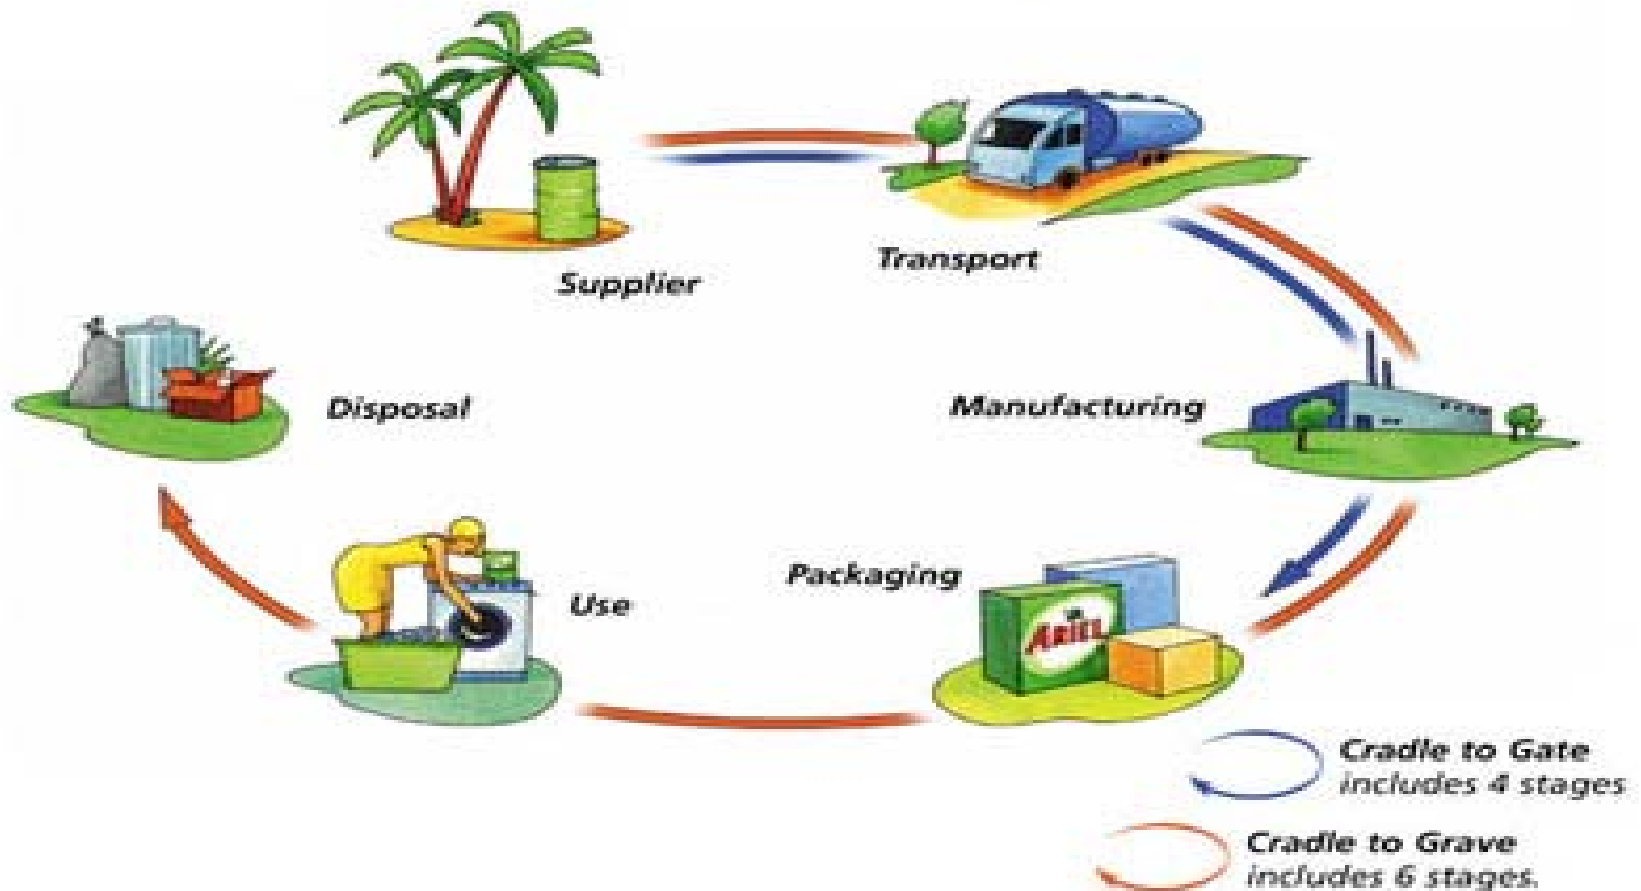 Supplier
Transport
Disposal
Manufacturing
Packaging
ARIEL
Use
Cradle to Gate
includes 4 stages
Cradle to Grave
includes 6 stages.